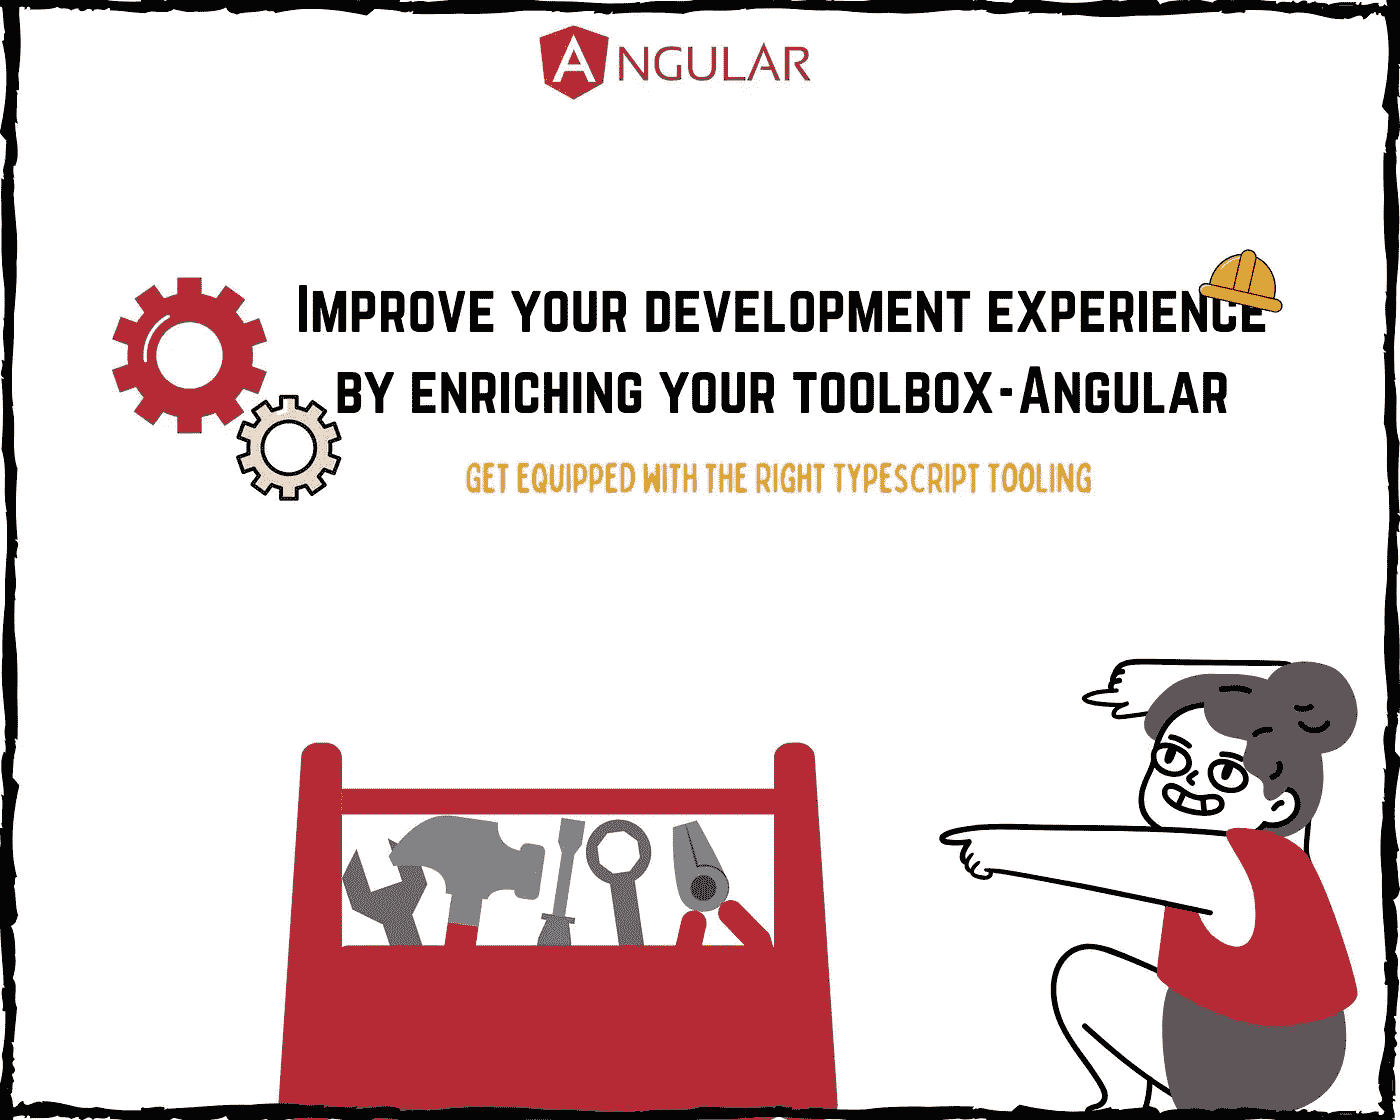 ANGULAR
Improve your development experience
by enriching your toolbox-Angular
GET EQUIPPED WITH THE RIGHT TYPESCRIPT TOOLING